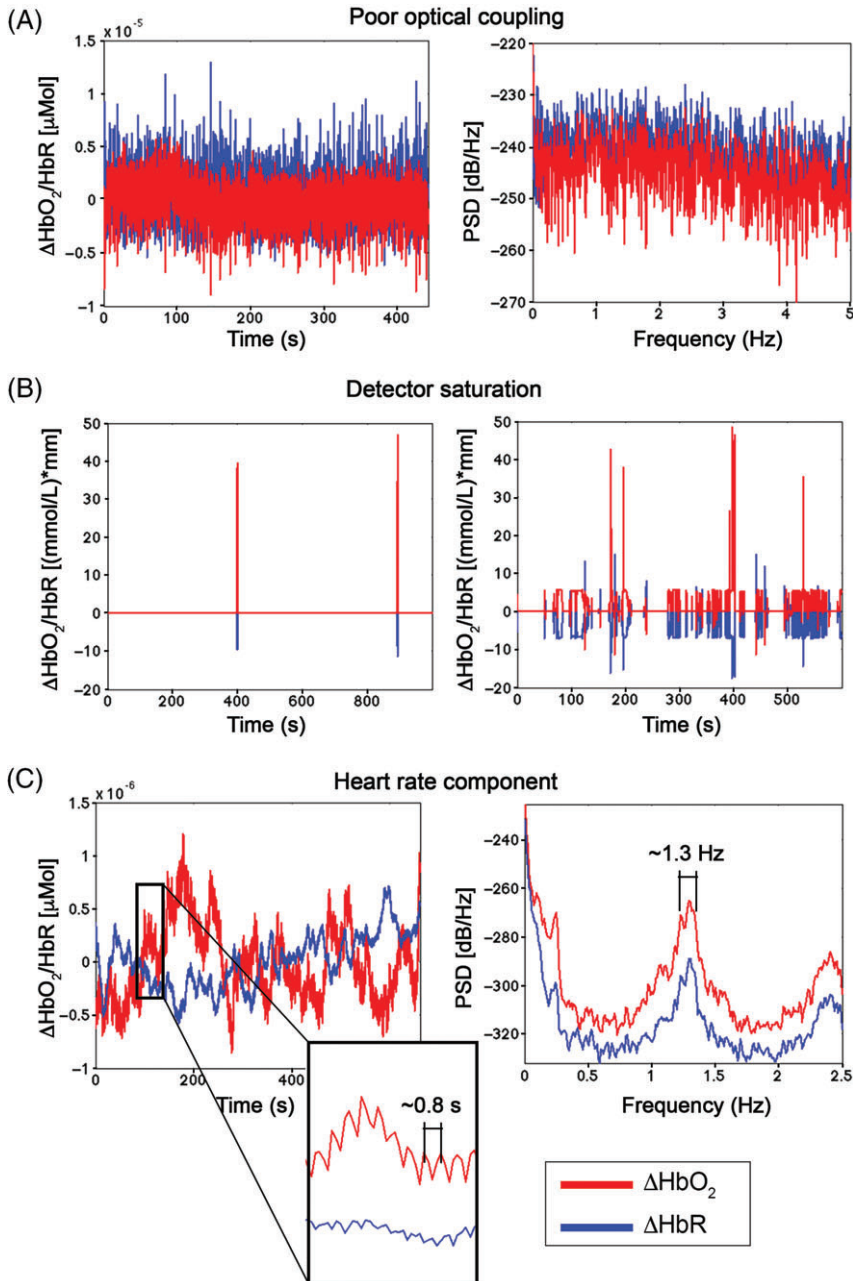 (A) Poor optical coupling
x 10⁻⁵
1.5
1
0.5
0
−0.5
−1
ΔHbO₂/HbR [μMol]
0 100 200 300 400
Time (s)
−220
−230
−240
−250
−260
−270
PSD [dB/Hz]
0 1 2 3 4 5
Frequency (Hz)
(B) Detector saturation
50
40
30
20
10
0
−10
−20
ΔHbO₂/HbR [(mmol/L)*mm]
0 200 400 600 800
Time (s)
50
40
30
20
10
0
−10
−20
ΔHbO₂/HbR [(mmol/L)*mm]
0 100 200 300 400 500
Time (s)
(C) Heart rate component
x 10⁻⁶
1.5
1
0.5
0
−0.5
−1
ΔHbO₂/HbR [μMol]
0 200 400
Time (s)
~0.8 s
~1.3 Hz
−240
−260
−280
−300
−320
PSD [dB/Hz]
0 0.5 1 1.5 2 2.5
Frequency (Hz)
ΔHbO₂
ΔHbR